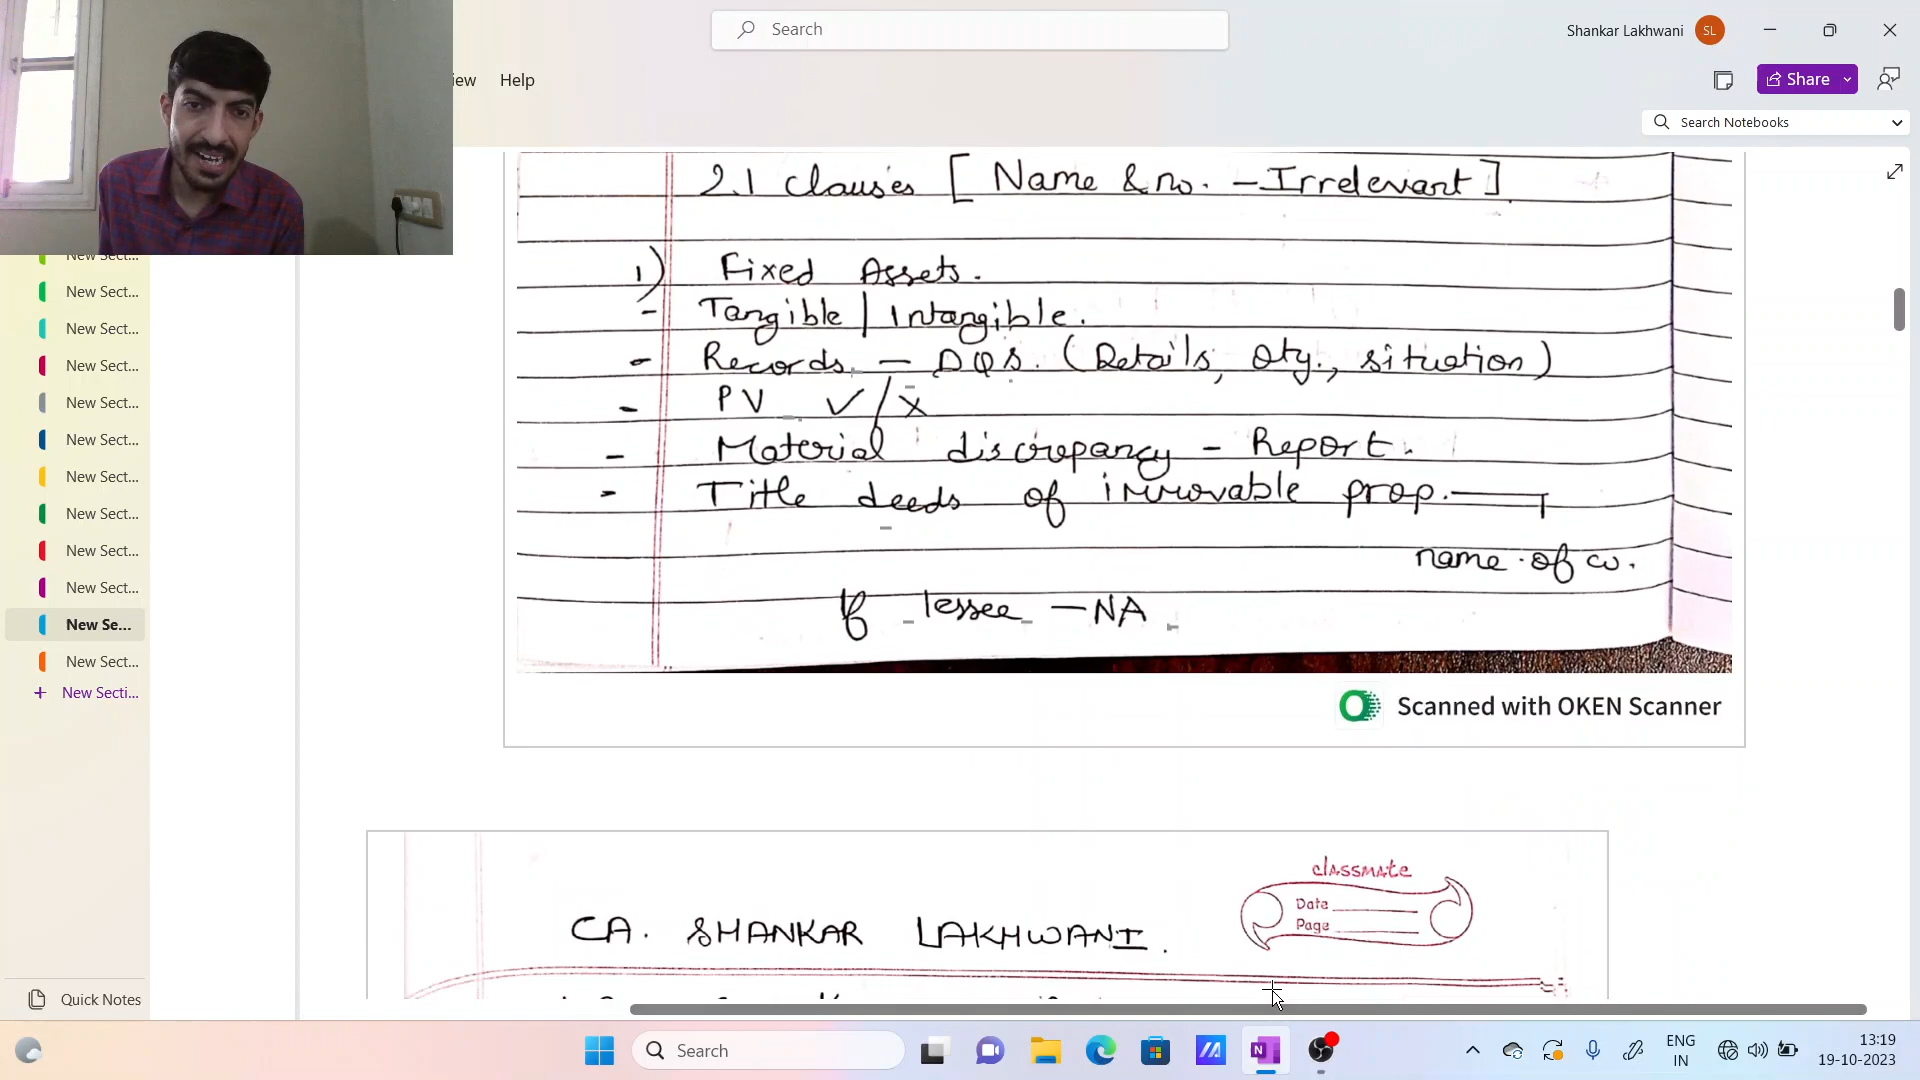 Search
Shankar Lakhwani SL
iew Help
Share
Search Notebooks
2.1 Clauses [ Name & no. - Irrelevant ]
1) Fixed Assets.
- Tangible | Intangible.
- Records - DQS. (Details, Qty., situation)
- PV ✓/✗
- Material discrepancy - Report.
- Title deeds of immovable prop.
name of co.
If lessee - NA
Scanned with OKEN Scanner
classmate
Date
Page
CA. SHANKAR LAKHWANI.
New Sect...
New Sect...
New Sect...
New Sect...
New Sect...
New Sect...
New Sect...
New Sect...
New Sect...
New Sect...
New Se...
New Sect...
+ New Secti...
Quick Notes
Search
ENG
IN
13:19
19-10-2023